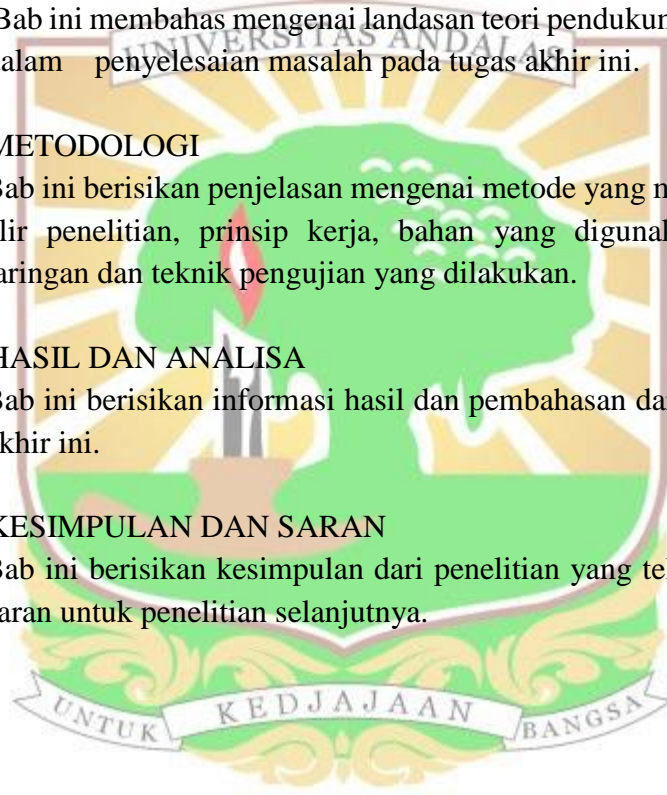 Bab ini membahas mengenai landasan teori pendukun
UNIVERSITAS ANDALAS
alam penyelesaian masalah pada tugas akhir ini.
METODOLOGI
Bab ini berisikan penjelasan mengenai metode yang m
lir penelitian, prinsip kerja, bahan yang digunal
aringan dan teknik pengujian yang dilakukan.
HASIL DAN ANALISA
Bab ini berisikan informasi hasil dan pembahasan da
khir ini.
KESIMPULAN DAN SARAN
Bab ini berisikan kesimpulan dari penelitian yang te
aran untuk penelitian selanjutnya.
UNTUK KEDJAJAAN BANGSA